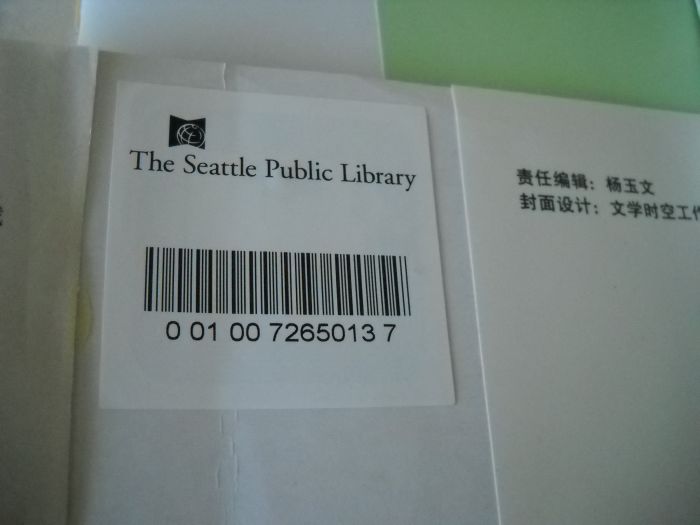 The Seattle Public Library
0 01 00 7265013 7
责任编辑：杨玉文
封面设计：文学时空工作